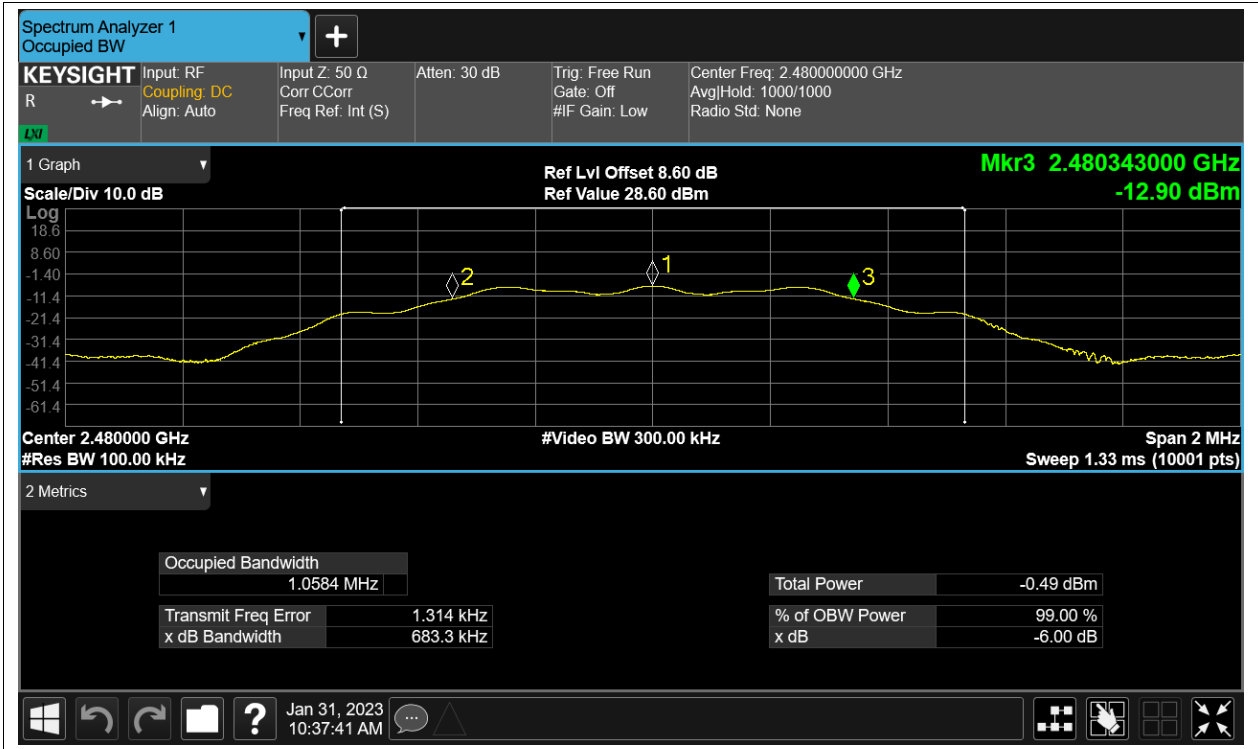 Spectrum Analyzer 1
Occupied BW
+
KEYSIGHT
R
LXI
Input: RF
Coupling: DC
Align: Auto
Input Z: 50 Ω
Corr CCorr
Freq Ref: Int (S)
Atten: 30 dB
Trig: Free Run
Gate: Off
#IF Gain: Low
Center Freq: 2.480000000 GHz
Avg|Hold: 1000/1000
Radio Std: None
1 Graph
Scale/Div 10.0 dB
Ref Lvl Offset 8.60 dB
Ref Value 28.60 dBm
Mkr3 2.480343000 GHz
-12.90 dBm
Log
18.6
8.60
-1.40
-11.4
-21.4
-31.4
-41.4
-51.4
-61.4
2
1
3
Center 2.480000 GHz
#Res BW 100.00 kHz
#Video BW 300.00 kHz
Span 2 MHz
Sweep 1.33 ms (10001 pts)
2 Metrics
Occupied Bandwidth
1.0584 MHz
Transmit Freq Error 1.314 kHz
x dB Bandwidth 683.3 kHz
Total Power -0.49 dBm
% of OBW Power 99.00 %
x dB -6.00 dB
?
Jan 31, 2023
10:37:41 AM